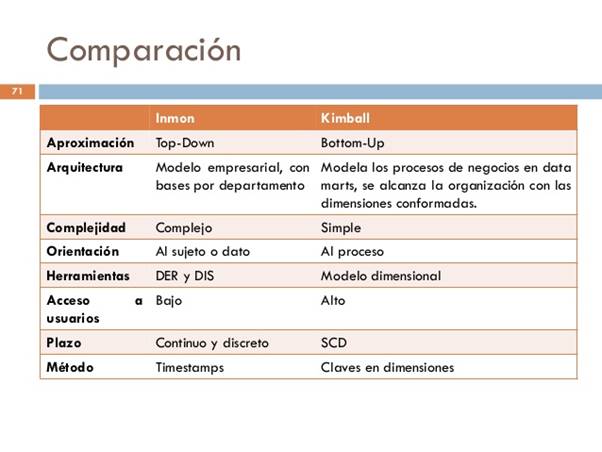 Comparación
71
Inmon Kimball
Aproximación Top-Down Bottom-Up
Arquitectura Modelo empresarial, con Modela los procesos de negocios en data
bases por departamento marts, se alcanza la organización con las
dimensiones conformadas.
Complejidad Complejo Simple
Orientación Al sujeto o dato Al proceso
Herramientas DER y DIS Modelo dimensional
Acceso a Bajo Alto
usuarios
Plazo Continuo y discreto SCD
Método Timestamps Claves en dimensiones